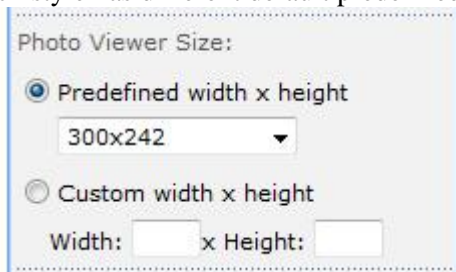 Photo Viewer Size:
Predefined width x height
300x242
Custom width x height
Width: x Height: